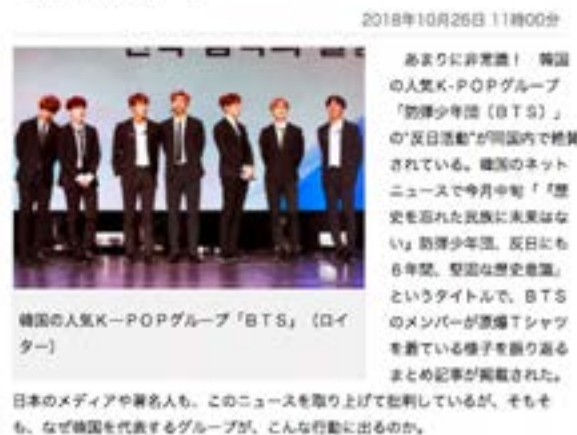 2018年10月26日 11時00分
あまりに非常識！ 韓国
の人気K-POPグループ
「防弾少年団（BTS）」
の“反日活動”が同国内で絶賛
されている。韓国のネット
ニュースで今月中旬「『歴
史を忘れた民族に未来はな
い』防弾少年団、反日にも
6年間、堅固な歴史意識」
というタイトルで、BTS
のメンバーが原爆Tシャツ
を着ている様子を振り返る
まとめ記事が掲載された。
韓国の人気K－POPグループ「BTS」（ロイ
ター）
日本のメディアや著名人も、このニュースを取り上げて批判しているが、そもそ
も、なぜ韓国を代表するグループが、こんな行動に出るのか。